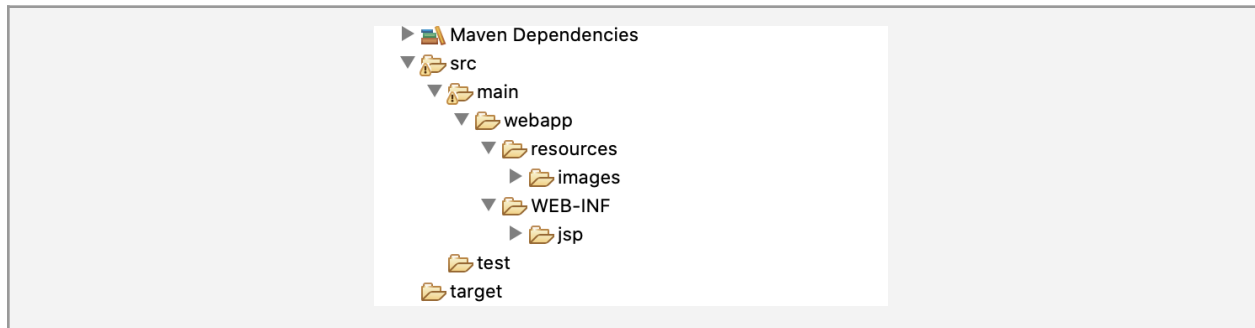 Maven Dependencies
src
main
webapp
resources
images
WEB-INF
jsp
test
target